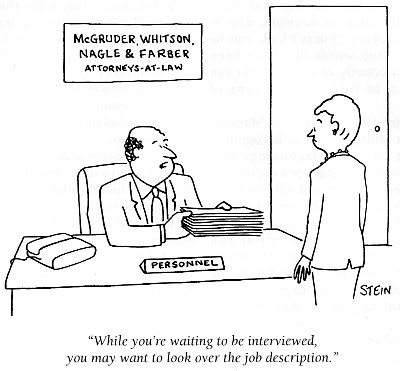 McGRUDER, WHITSON,
NAGLE & FARBER
ATTORNEYS-AT-LAW
PERSONNEL
STEIN
“While you’re waiting to be interviewed,
you may want to look over the job description.”